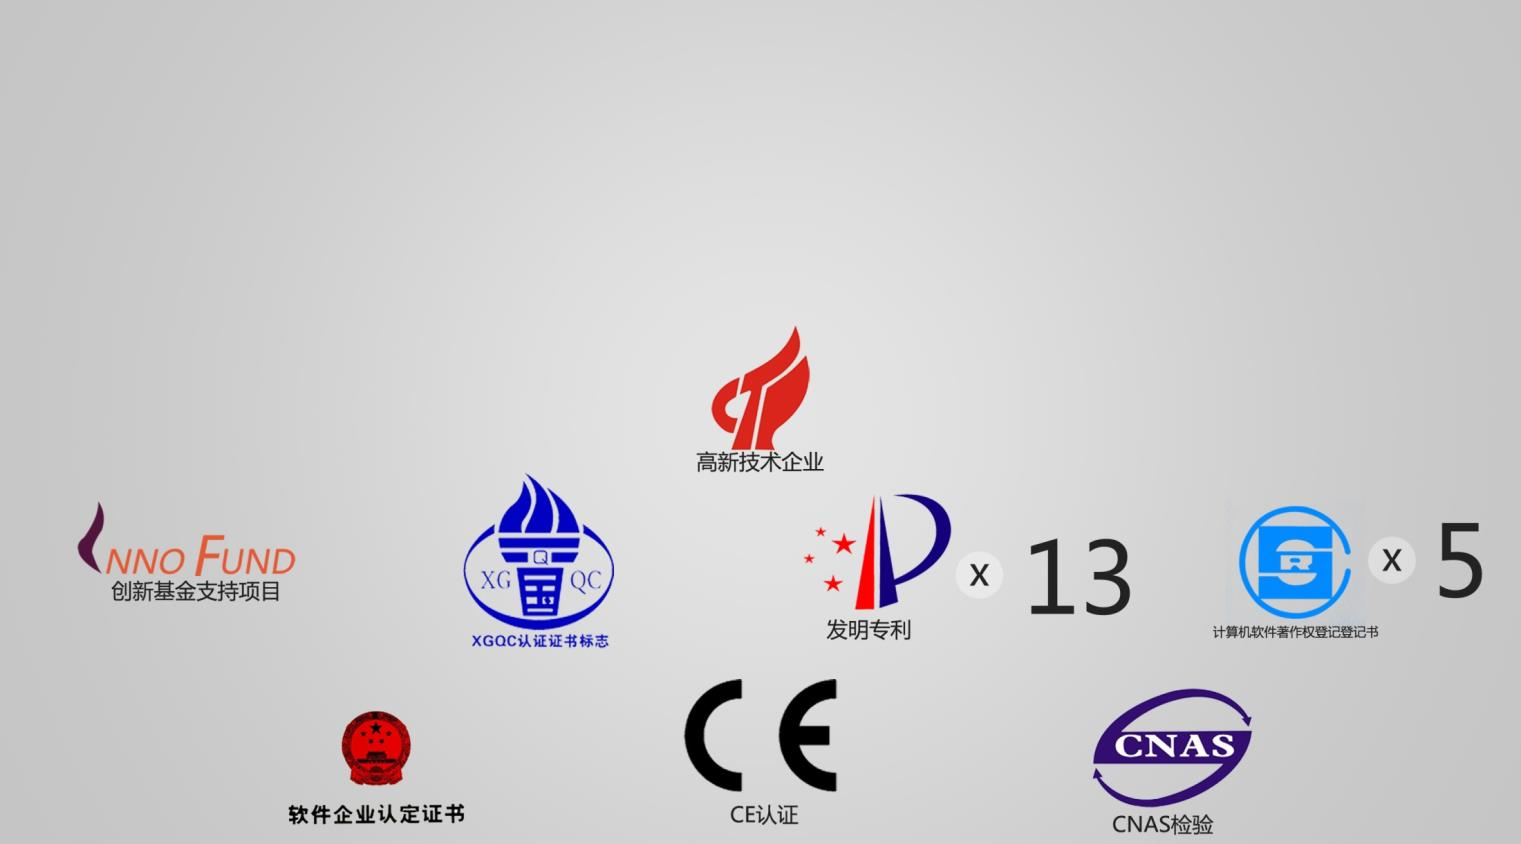 高新技术企业
INNO FUND
创新基金支持项目
XG Q QC
国
XGQC认证证书标志
发明专利
X 13
R
计算机软件著作权登记登记书
X 5
软件企业认定证书
CE
CE认证
CNAS
CNAS检验